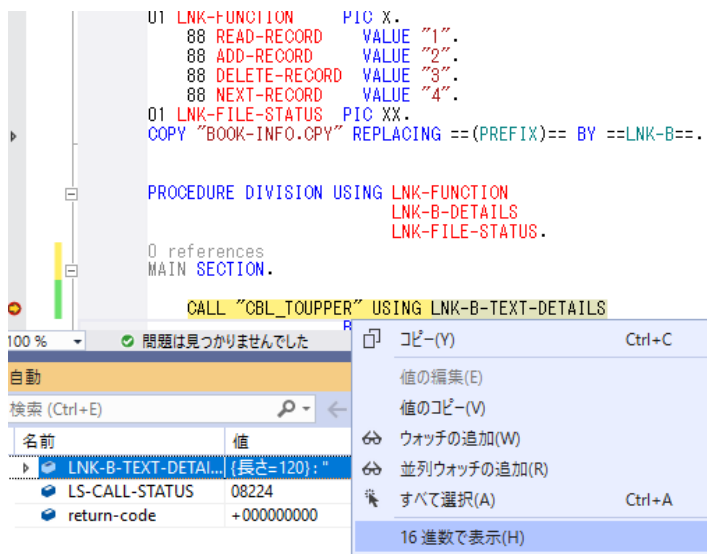 01 LNK-FUNCTION PIC X.
88 READ-RECORD VALUE "1".
88 ADD-RECORD VALUE "2".
88 DELETE-RECORD VALUE "3".
88 NEXT-RECORD VALUE "4".
01 LNK-FILE-STATUS PIC XX.
COPY "BOOK-INFO.CPY" REPLACING ==(PREFIX)== BY ==LNK-B==.
PROCEDURE DIVISION USING LNK-FUNCTION
LNK-B-DETAILS
LNK-FILE-STATUS.
0 references
MAIN SECTION.
CALL "CBL_TOUPPER" USING LNK-B-TEXT-DETAILS
100 % 問題は見つかりませんでした
自動
検索 (Ctrl+E)
名前 値
LNK-B-TEXT-DETAI... {長さ=120}: "
LS-CALL-STATUS 08224
return-code +000000000
コピー(Y) Ctrl+C
値の編集(E)
値のコピー(V)
ウォッチの追加(W)
並列ウォッチの追加(R)
すべて選択(A) Ctrl+A
16 進数で表示(H)